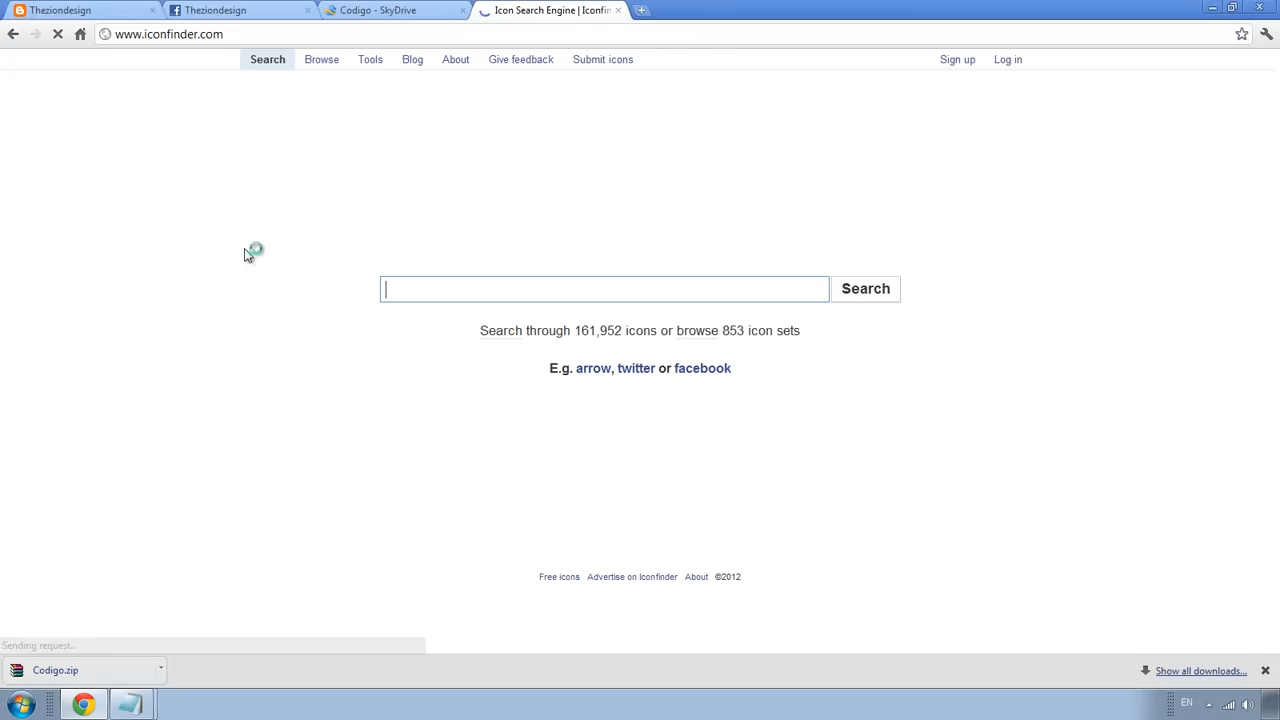 Theziondesign
Theziondesign
Codigo - SkyDrive
Icon Search Engine | Iconfin
www.iconfinder.com
Search
Browse
Tools
Blog
About
Give feedback
Submit icons
Sign up
Log in
Search
Search through 161,952 icons or browse 853 icon sets
E.g. arrow, twitter or facebook
Free icons Advertise on Iconfinder About ©2012
Sending request...
Codigo.zip
Show all downloads...
EN